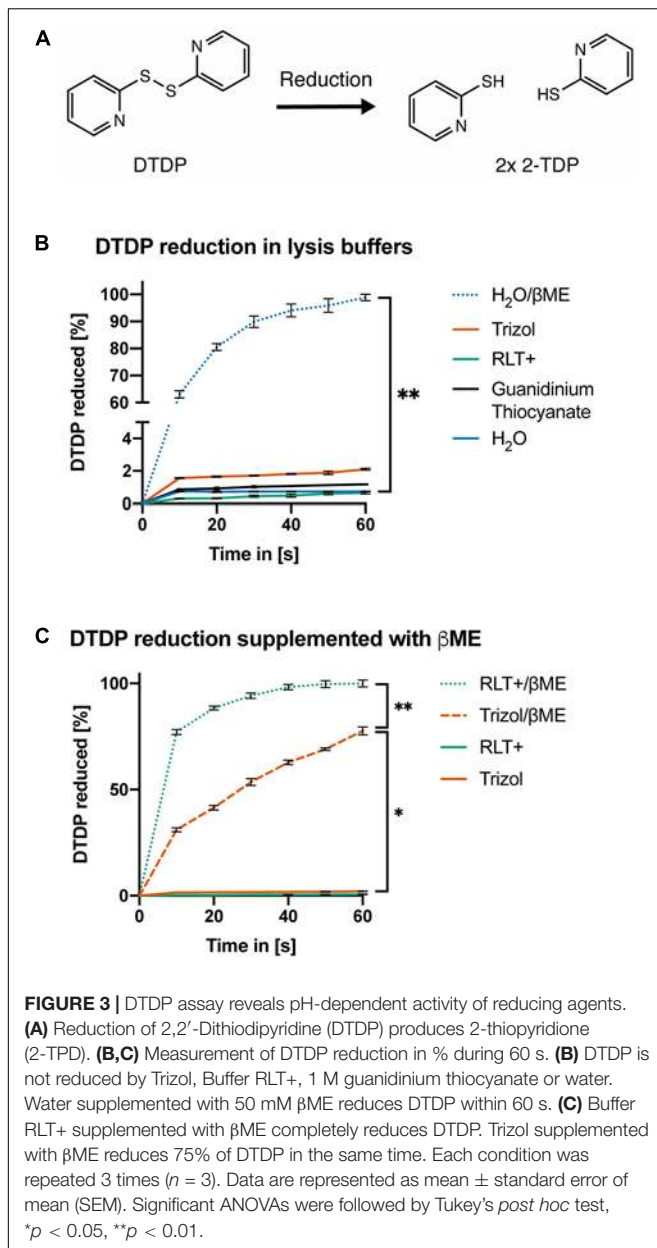 A
N
S
S
N
Reduction
SH
N
N
HS
DTDP
2x 2-TDP
B
DTDP reduction in lysis buffers
DTDP reduced [%]
100
90
80
70
60
4
2
0
0
20
40
60
Time in [s]
H₂O/βME
Trizol
RLT+
Guanidinium
Thiocyanate
H₂O
**
C
DTDP reduction supplemented with βME
DTDP reduced [%]
100
50
0
0
20
40
60
Time in [s]
RLT+/βME
Trizol/βME
RLT+
Trizol
**
*
FIGURE 3 | DTDP assay reveals pH-dependent activity of reducing agents.
(A) Reduction of 2,2′-Dithiodipyridine (DTDP) produces 2-thiopyridione
(2-TPD). (B,C) Measurement of DTDP reduction in % during 60 s. (B) DTDP is
not reduced by Trizol, Buffer RLT+, 1 M guanidinium thiocyanate or water.
Water supplemented with 50 mM βME reduces DTDP within 60 s. (C) Buffer
RLT+ supplemented with βME completely reduces DTDP. Trizol supplemented
with βME reduces 75% of DTDP in the same time. Each condition was
repeated 3 times (n = 3). Data are represented as mean ± standard error of
mean (SEM). Significant ANOVAs were followed by Tukey's post hoc test,
*p < 0.05, **p < 0.01.